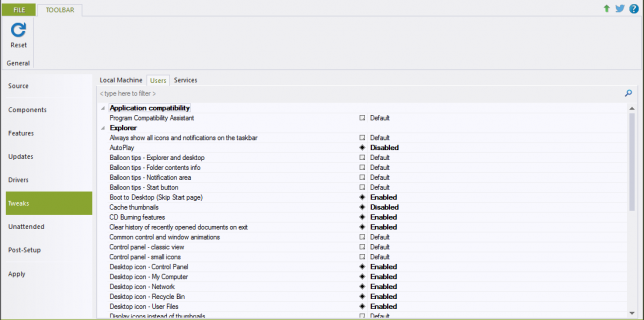 FILE TOOLBAR
Reset
General
Source
Components
Features
Updates
Drivers
Tweaks
Unattended
Post-Setup
Apply
Local Machine Users Services
< type here to filter >
Application compatibility
Program Compatibility Assistant Default
Explorer
Always show all icons and notifications on the taskbar Default
AutoPlay Disabled
Balloon tips - Explorer and desktop Default
Balloon tips - Folder contents info Default
Balloon tips - Notification area Default
Balloon tips - Start button Default
Boot to Desktop (Skip Start page) Enabled
Cache thumbnails Disabled
CD Burning features Enabled
Clear history of recently opened documents on exit Enabled
Common control and window animations Default
Control panel - classic view Default
Control panel - small icons Default
Desktop icon - Control Panel Enabled
Desktop icon - My Computer Enabled
Desktop icon - Network Enabled
Desktop icon - Recycle Bin Enabled
Desktop icon - User Files Enabled
Display icons instead of thumbnails Default